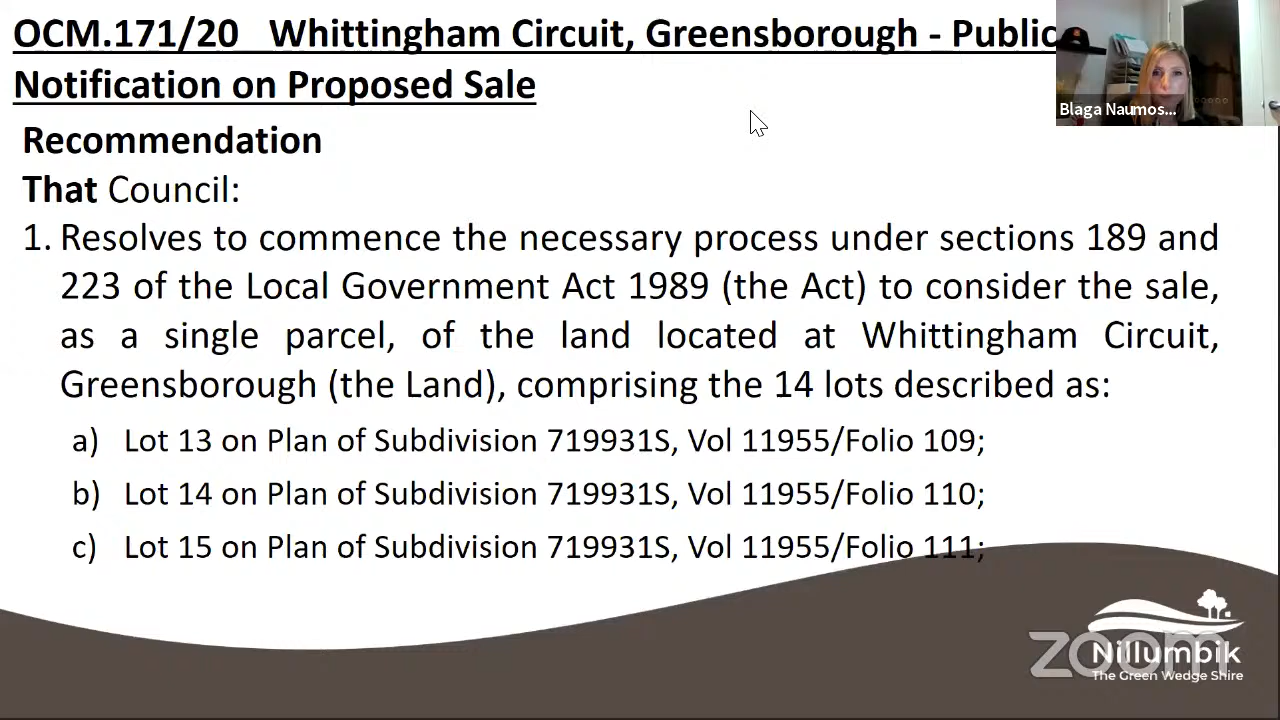 OCM.171/20 Whittingham Circuit, Greensborough - Public
Notification on Proposed Sale
Blaga Naumos...
Recommendation
That Council:
1. Resolves to commence the necessary process under sections 189 and
223 of the Local Government Act 1989 (the Act) to consider the sale,
as a single parcel, of the land located at Whittingham Circuit,
Greensborough (the Land), comprising the 14 lots described as:
a) Lot 13 on Plan of Subdivision 719931S, Vol 11955/Folio 109;
b) Lot 14 on Plan of Subdivision 719931S, Vol 11955/Folio 110;
c) Lot 15 on Plan of Subdivision 719931S, Vol 11955/Folio 111;
zoom
Nillumbik
The Green Wedge Shire